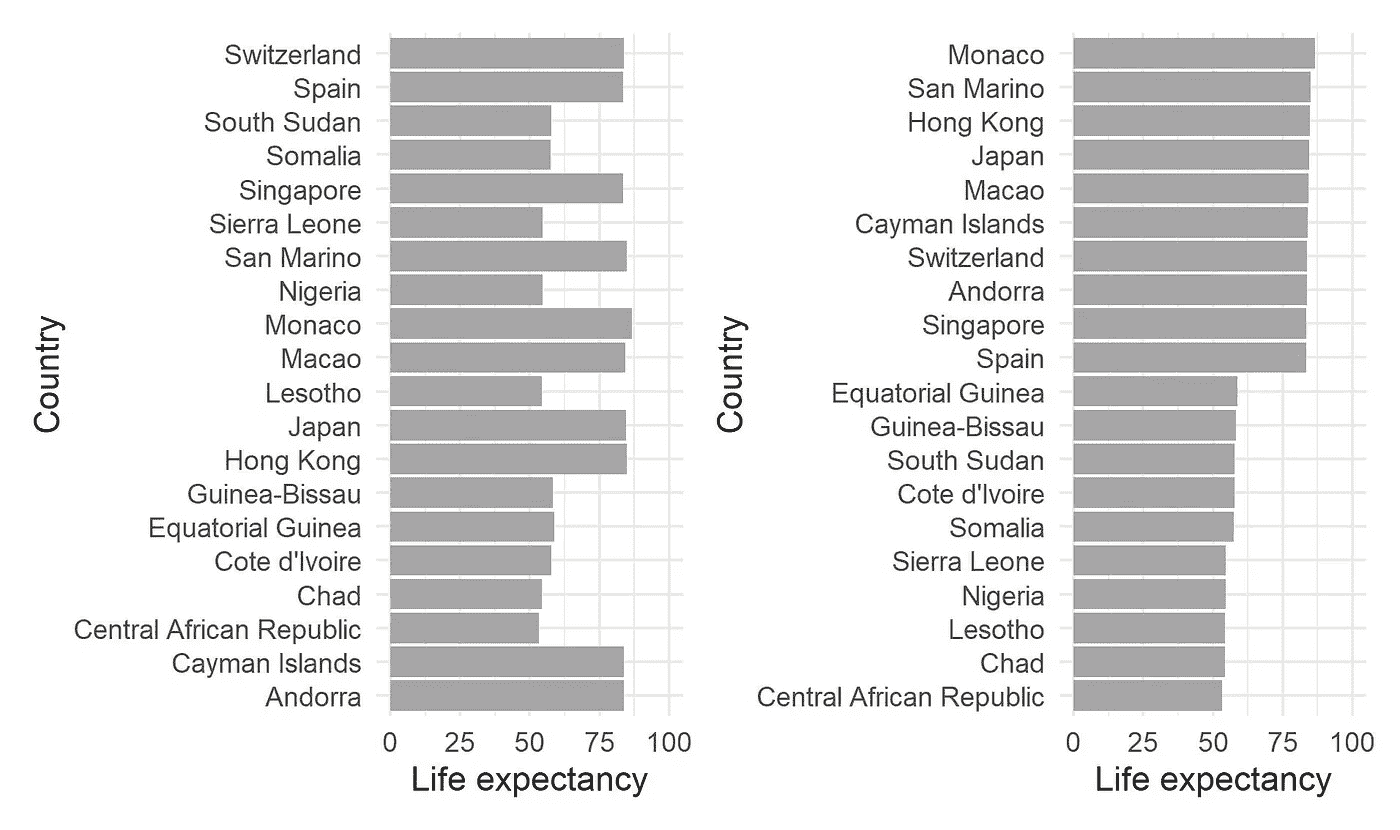 Country
Switzerland
Spain
South Sudan
Somalia
Singapore
Sierra Leone
San Marino
Nigeria
Monaco
Macao
Lesotho
Japan
Hong Kong
Guinea-Bissau
Equatorial Guinea
Cote d'Ivoire
Chad
Central African Republic
Cayman Islands
Andorra
0 25 50 75 100
Life expectancy
Country
Monaco
San Marino
Hong Kong
Japan
Macao
Cayman Islands
Switzerland
Andorra
Singapore
Spain
Equatorial Guinea
Guinea-Bissau
South Sudan
Cote d'Ivoire
Somalia
Sierra Leone
Nigeria
Lesotho
Chad
Central African Republic
0 25 50 75 100
Life expectancy